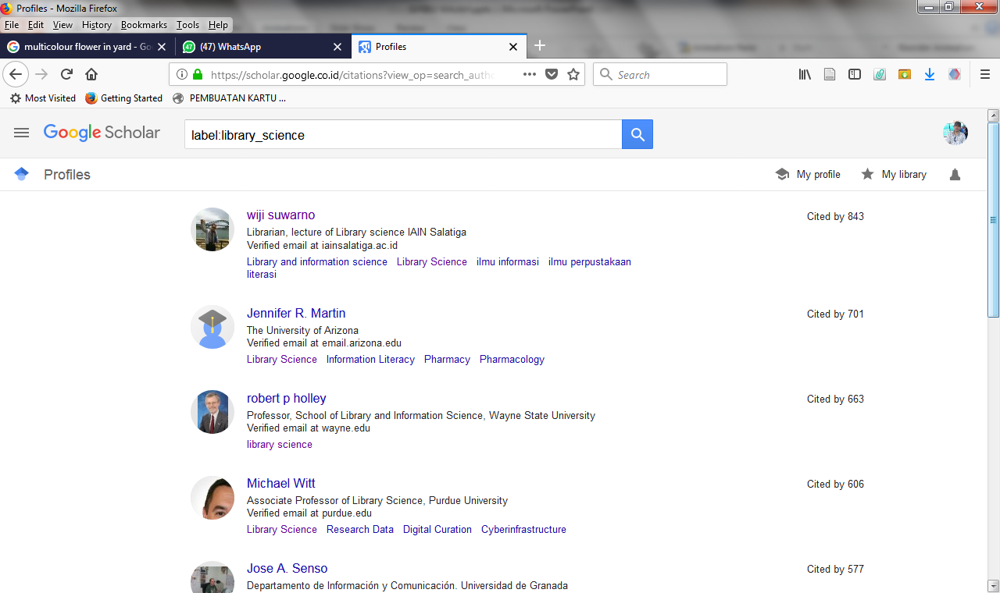 Profiles - Mozilla Firefox
File Edit View History Bookmarks Tools Help
multicolour flower in yard - Go
47 (47) WhatsApp
Profiles
https://scholar.google.co.id/citations?view_op=search_auth
Search
Most Visited Getting Started PEMBUATAN KARTU ...
Google Scholar
label:library_science
Profiles
My profile My library
wiji suwarno Cited by 843
Librarian, lecture of Library science IAIN Salatiga
Verified email at iainsalatiga.ac.id
Library and information science Library Science ilmu informasi ilmu perpustakaan
literasi
Jennifer R. Martin Cited by 701
The University of Arizona
Verified email at email.arizona.edu
Library Science Information Literacy Pharmacy Pharmacology
robert p holley Cited by 663
Professor, School of Library and Information Science, Wayne State University
Verified email at wayne.edu
library science
Michael Witt Cited by 606
Associate Professor of Library Science, Purdue University
Verified email at purdue.edu
Library Science Research Data Digital Curation Cyberinfrastructure
Jose A. Senso Cited by 577
Departamento de Información y Comunicación. Universidad de Granada